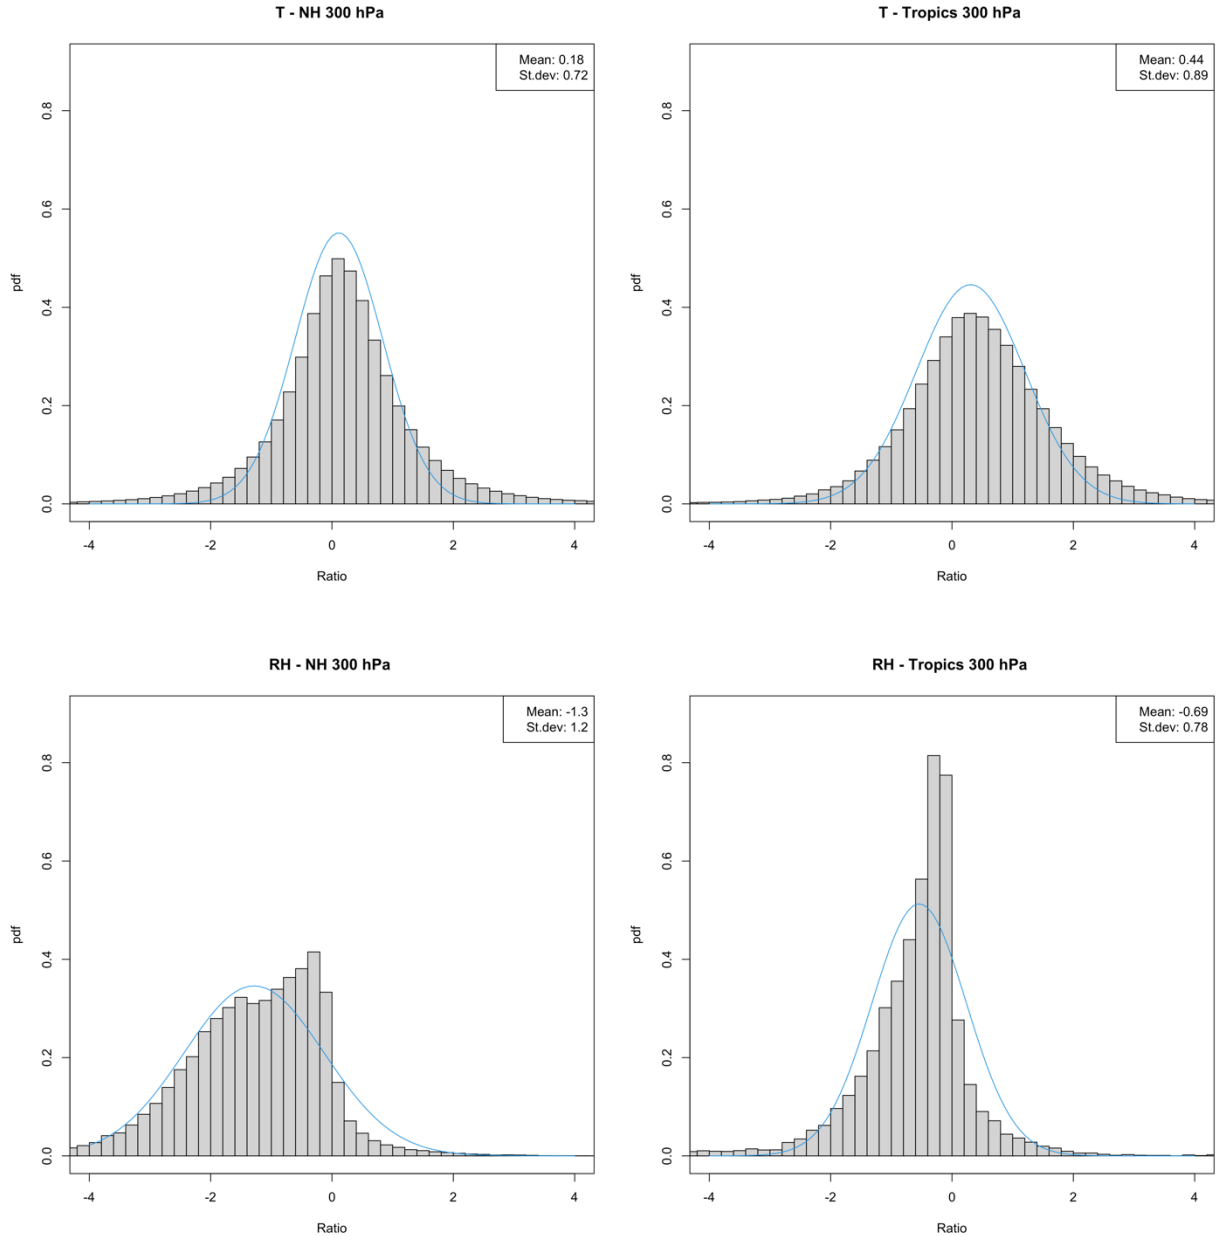 T - NH 300 hPa
Mean: 0.18
St.dev: 0.72
pdf
0.0
0.2
0.4
0.6
0.8
-4
-2
0
2
4
Ratio
T - Tropics 300 hPa
Mean: 0.44
St.dev: 0.89
pdf
0.0
0.2
0.4
0.6
0.8
-4
-2
0
2
4
Ratio
RH - NH 300 hPa
Mean: -1.3
St.dev: 1.2
pdf
0.0
0.2
0.4
0.6
0.8
-4
-2
0
2
4
Ratio
RH - Tropics 300 hPa
Mean: -0.69
St.dev: 0.78
pdf
0.0
0.2
0.4
0.6
0.8
-4
-2
0
2
4
Ratio